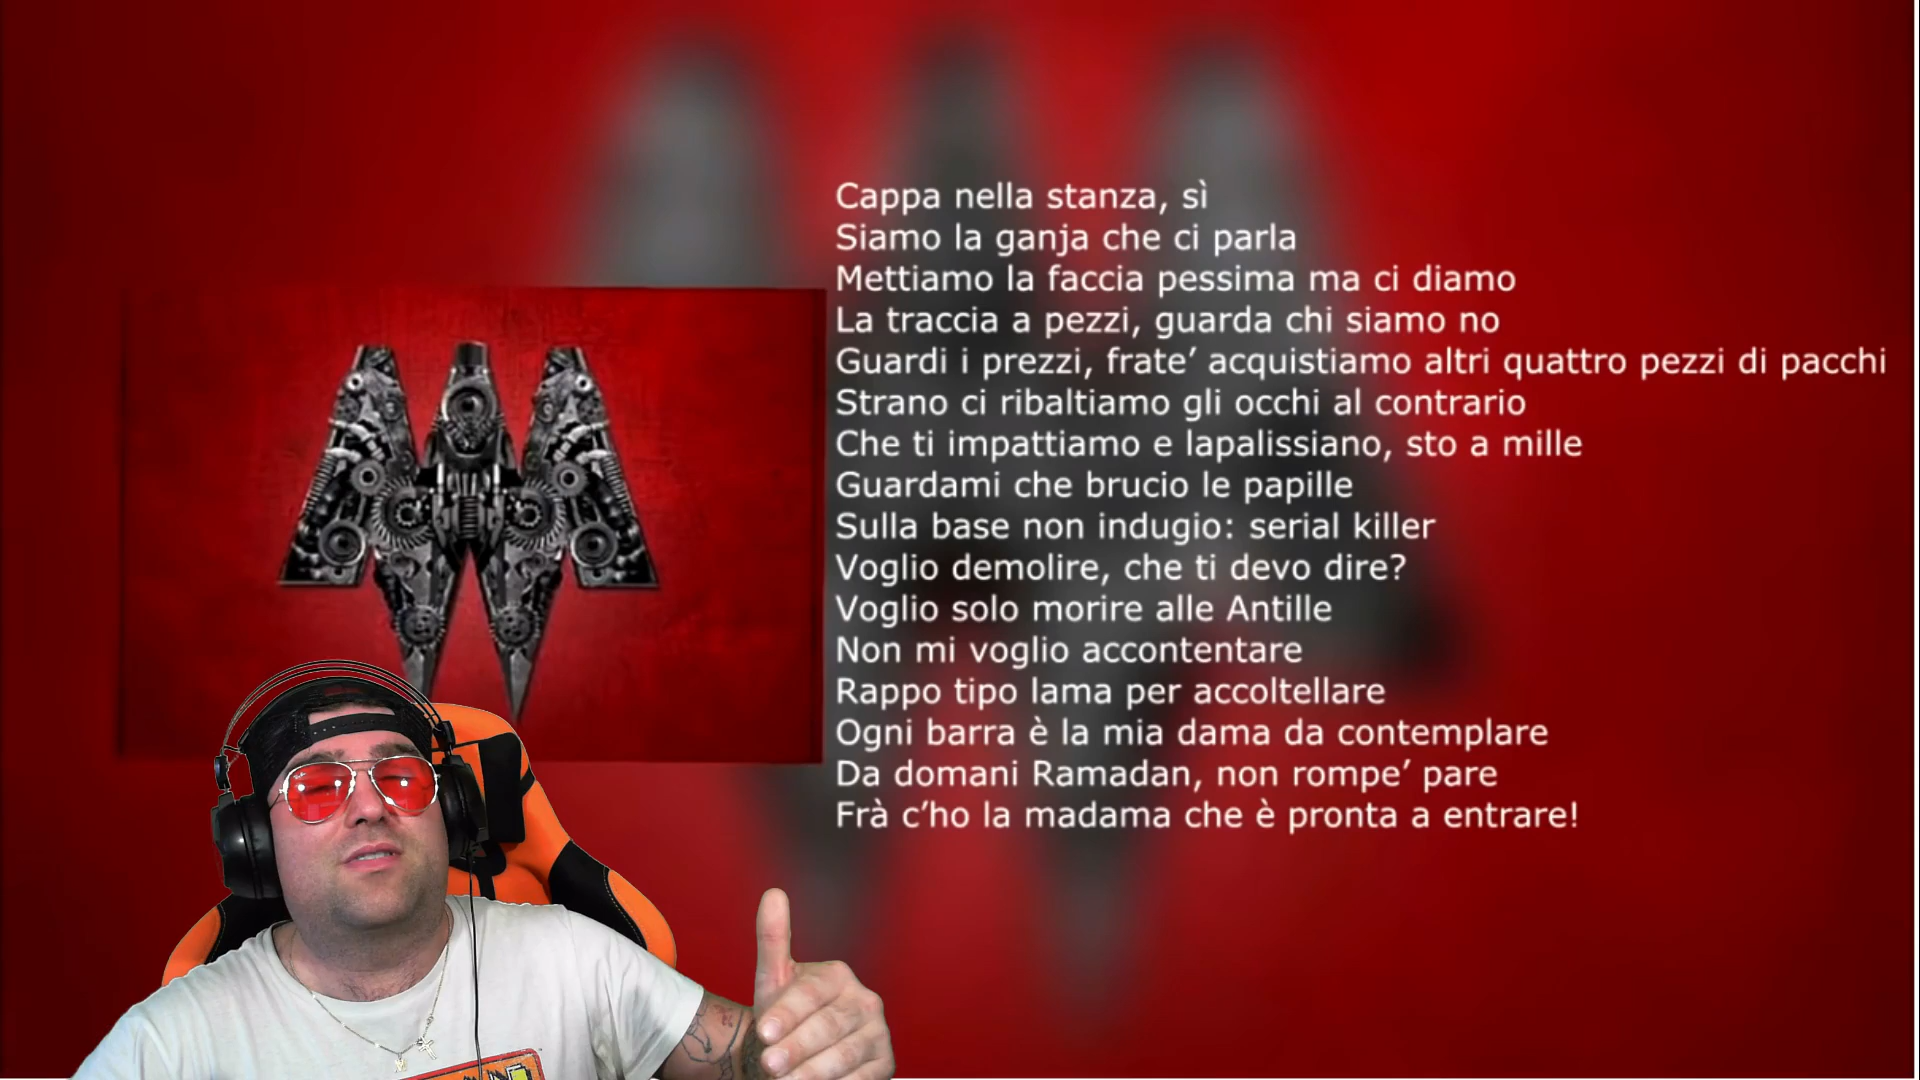 Cappa nella stanza, sì
Siamo la ganja che ci parla
Mettiamo la faccia pessima ma ci diamo
La traccia a pezzi, guarda chi siamo no
Guardi i prezzi, frate’ acquistiamo altri quattro pezzi di pacchi
Strano ci ribaltiamo gli occhi al contrario
Che ti impattiamo e lapalissiano, sto a mille
Guardami che brucio le papille
Sulla base non indugio: serial killer
Voglio demolire, che ti devo dire?
Voglio solo morire alle Antille
Non mi voglio accontentare
Rappo tipo lama per accoltellare
Ogni barra è la mia dama da contemplare
Da domani Ramadan, non rompe’ pare
Frà c’ho la madama che è pronta a entrare!